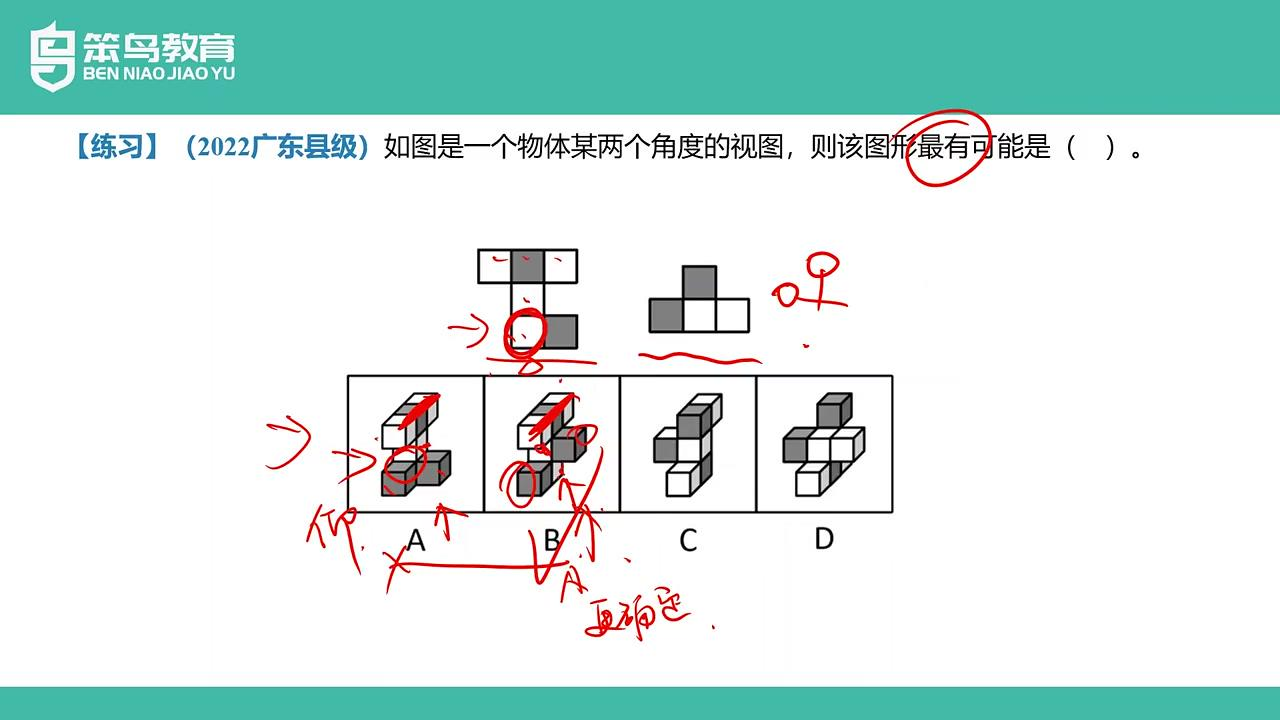 笨鸟教育
BEN NIAO JIAO YU
【练习】（2022广东县级）如图是一个物体某两个角度的视图，则该图形最有可能是（ ）。
仰
A
B
C
D
A
更确定